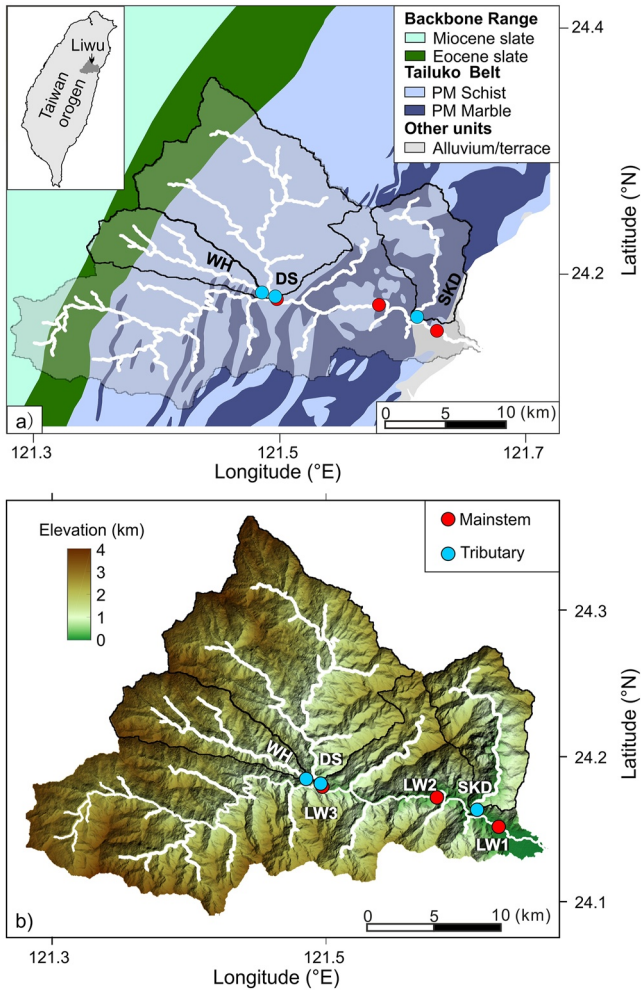 Liwu
Taiwan
orogen
Backbone Range
Miocene slate
Eocene slate
Tailuko Belt
PM Schist
PM Marble
Other units
Alluvium/terrace
24.4
24.2
Latitude (°N)
WH
DS
SKD
a)
0 5 10 (km)
121.3 121.5 121.7
Longitude (°E)
Elevation (km)
4
3
2
1
0
Mainstem
Tributary
24.3
24.2
24.1
Latitude (°N)
WH
DS
LW3
LW2
SKD
LW1
b)
0 5 10 (km)
121.3 121.5
Longitude (°E)